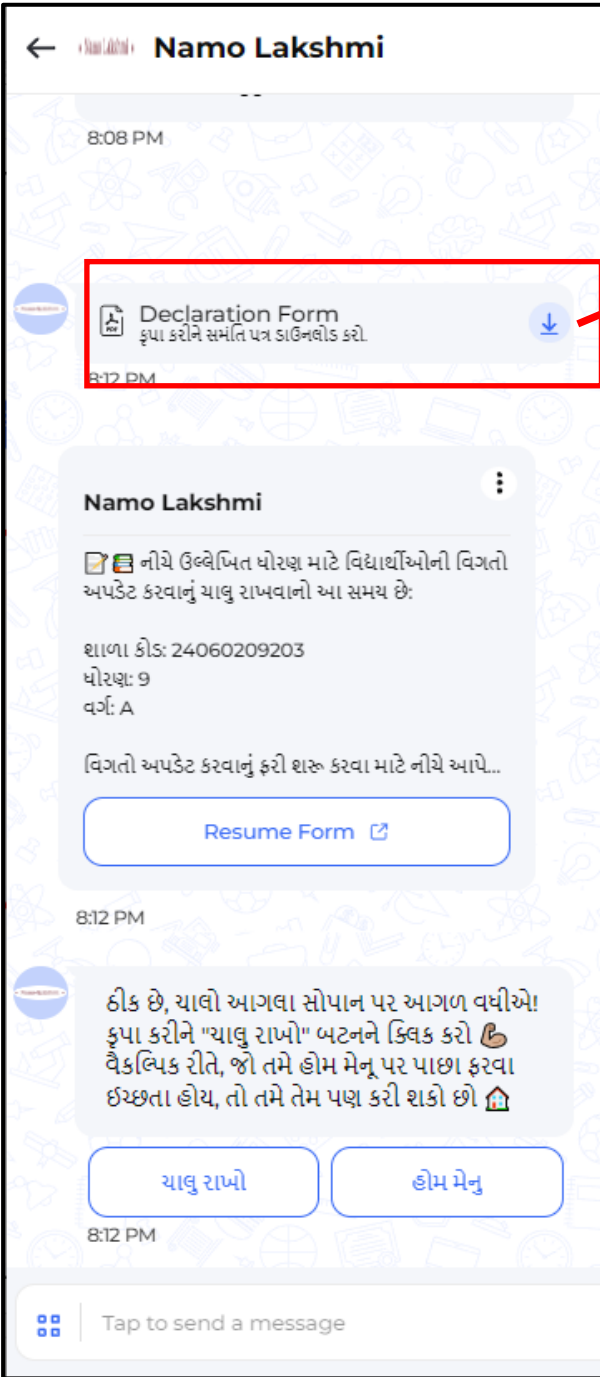 Namo Lakshmi
8:08 PM
Declaration Form
કૃપા કરીને સમંતિ પત્ર ડાઉનલોડ કરો.
8:12 PM
Namo Lakshmi
📝📚 નીચે ઉલ્લેખિત ધોરણ માટે વિદ્યાર્થીઓની વિગતો
અપડેટ કરવાનું ચાલુ રાખવાનો આ સમય છે:
શાળા કોડ: 24060209203
ધોરણ: 9
વર્ગ: A
વિગતો અપડેટ કરવાનું ફરી શરૂ કરવા માટે નીચે આપે...
Resume Form
8:12 PM
ઠીક છે, ચાલો આગલા સોપાન પર આગળ વધીએ!
કૃપા કરીને "ચાલુ રાખો" બટનને ક્લિક કરો 💪🏽
વૈકલ્પિક રીતે, જો તમે હોમ મેનૂ પર પાછા ફરવા
ઈચ્છતા હોય, તો તમે તેમ પણ કરી શકો છો 🏠
ચાલુ રાખો
હોમ મેનુ
8:12 PM
Tap to send a message